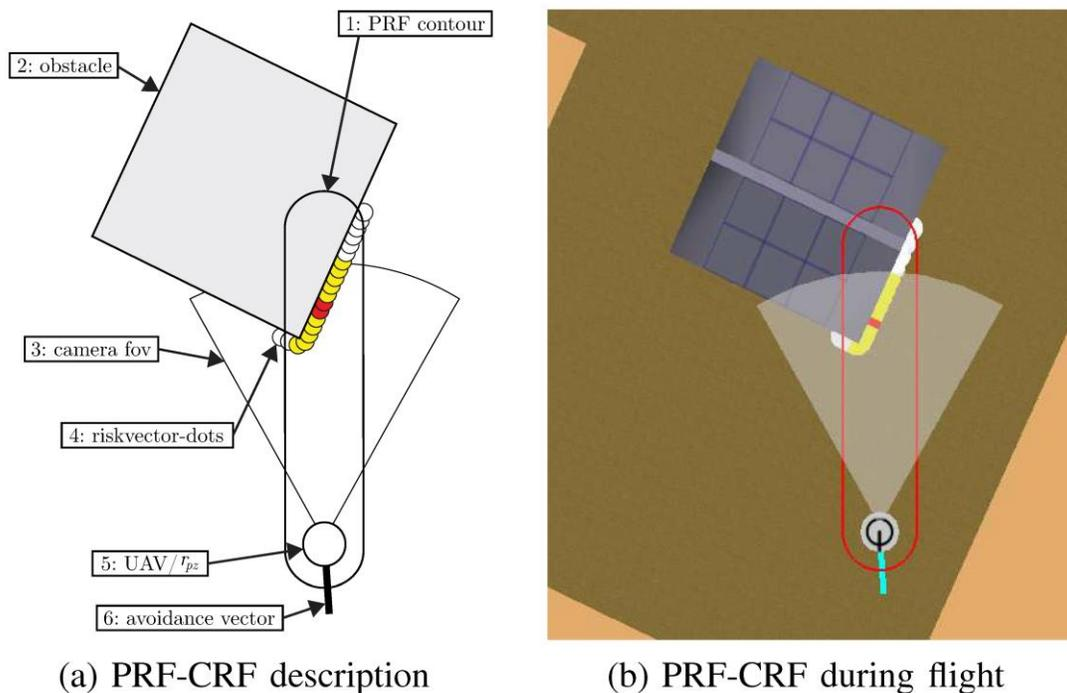 1: PRF contour
2: obstacle
3: camera fov
4: riskvector-dots
5: UAV/r_pz
6: avoidance vector
(a) PRF-CRF description
(b) PRF-CRF during flight